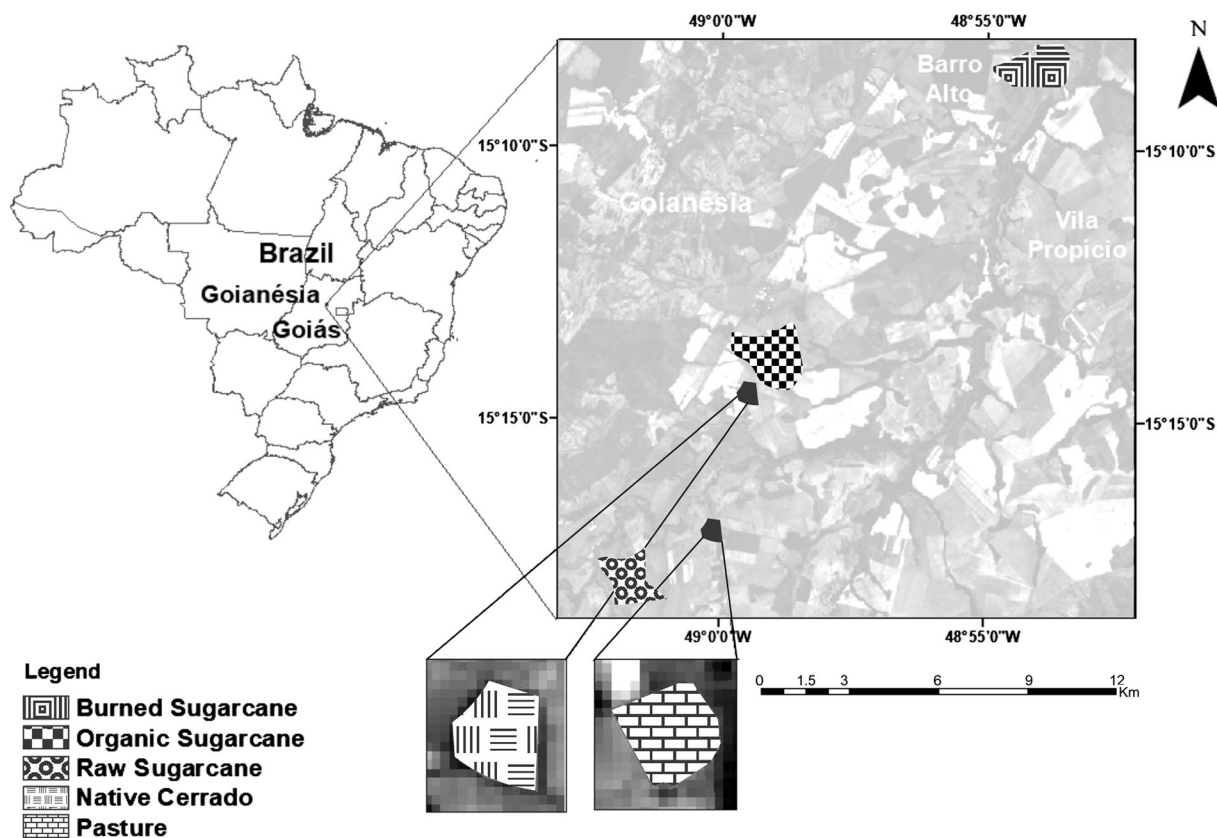 49°0'0"W 48°55'0"W
N
Barro
Alto
15°10'0"S 15°10'0"S
Goianésia
Vila
Propício
Brazil
Goianésia
Goiás
15°15'0"S 15°15'0"S
49°0'0"W 48°55'0"W
Legend
Burned Sugarcane
Organic Sugarcane
Raw Sugarcane
Native Cerrado
Pasture
0 1.5 3 6 9 12
Km